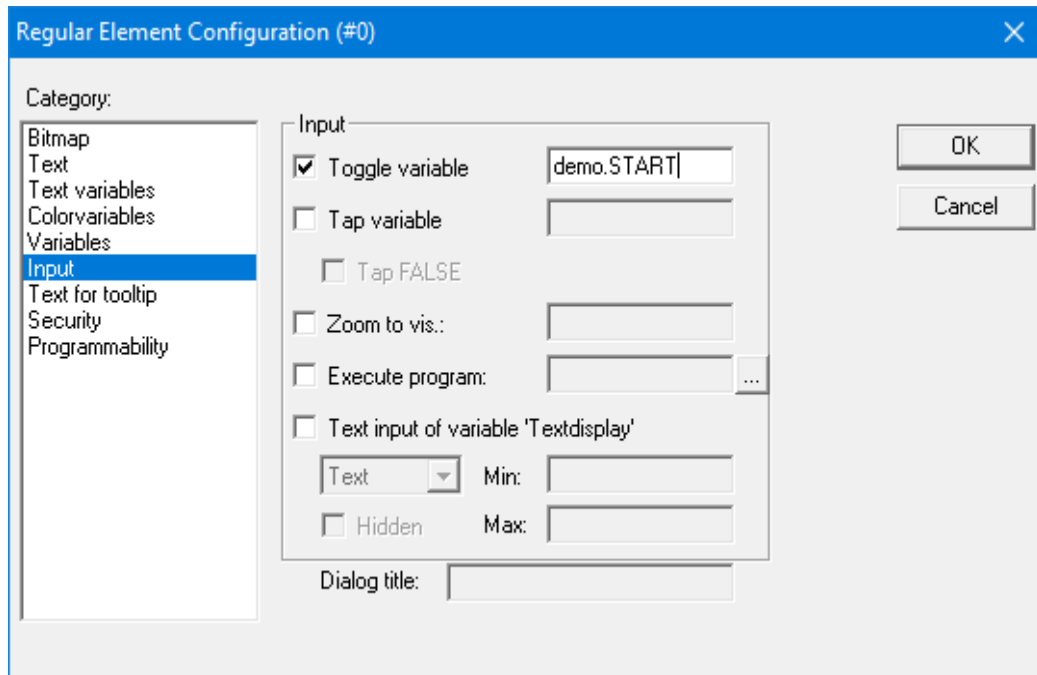 Regular Element Configuration (#0)
Category:
Bitmap
Text
Text variables
Colorvariables
Variables
Input
Text for tooltip
Security
Programmability
Input
Toggle variable demo.START
Tap variable
Tap FALSE
Zoom to vis.:
Execute program: ...
Text input of variable 'Textdisplay'
Text Min:
Hidden Max:
Dialog title:
OK
Cancel